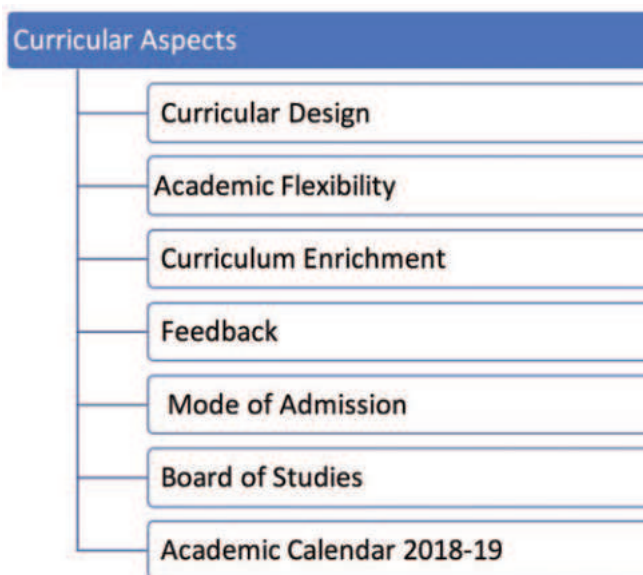 Curricular Aspects
Curricular Design
Academic Flexibility
Curriculum Enrichment
Feedback
Mode of Admission
Board of Studies
Academic Calendar 2018-19